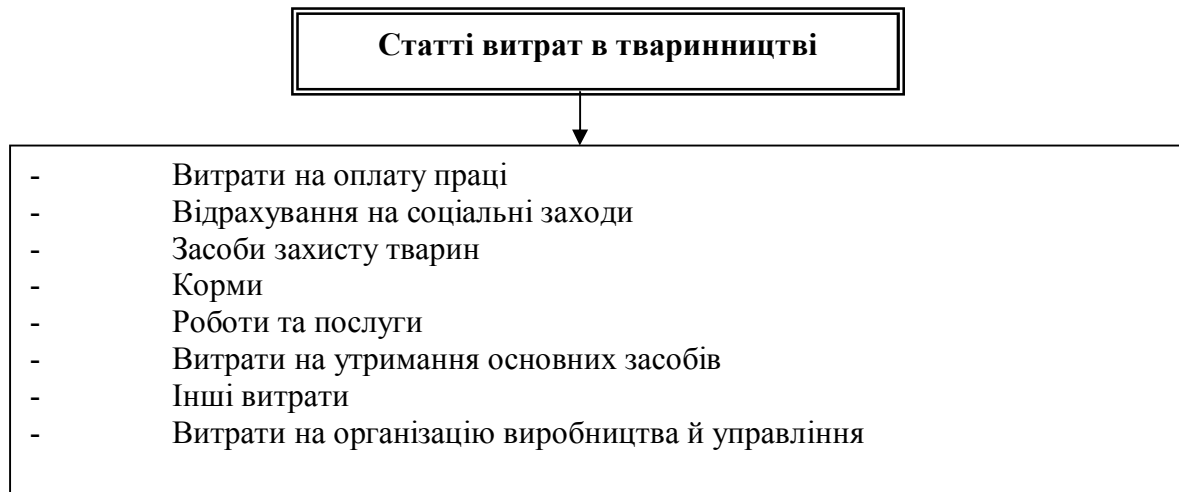 Статті витрат в тваринництві
- Витрати на оплату праці
- Відрахування на соціальні заходи
- Засоби захисту тварин
- Корми
- Роботи та послуги
- Витрати на утримання основних засобів
- Інші витрати
- Витрати на організацію виробництва й управління